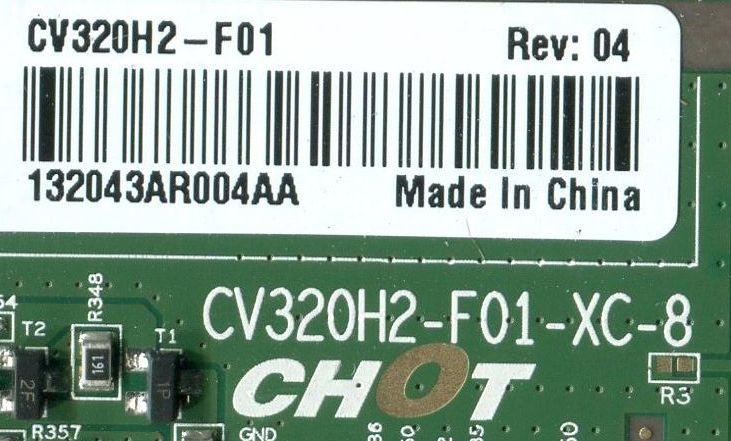 CV320H2-F01 Rev: 04
132043AR004AA Made In China
CV320H2-F01-XC-8
CHOT
R348
T2
T1
161
2F
1P
R3
R357
GND